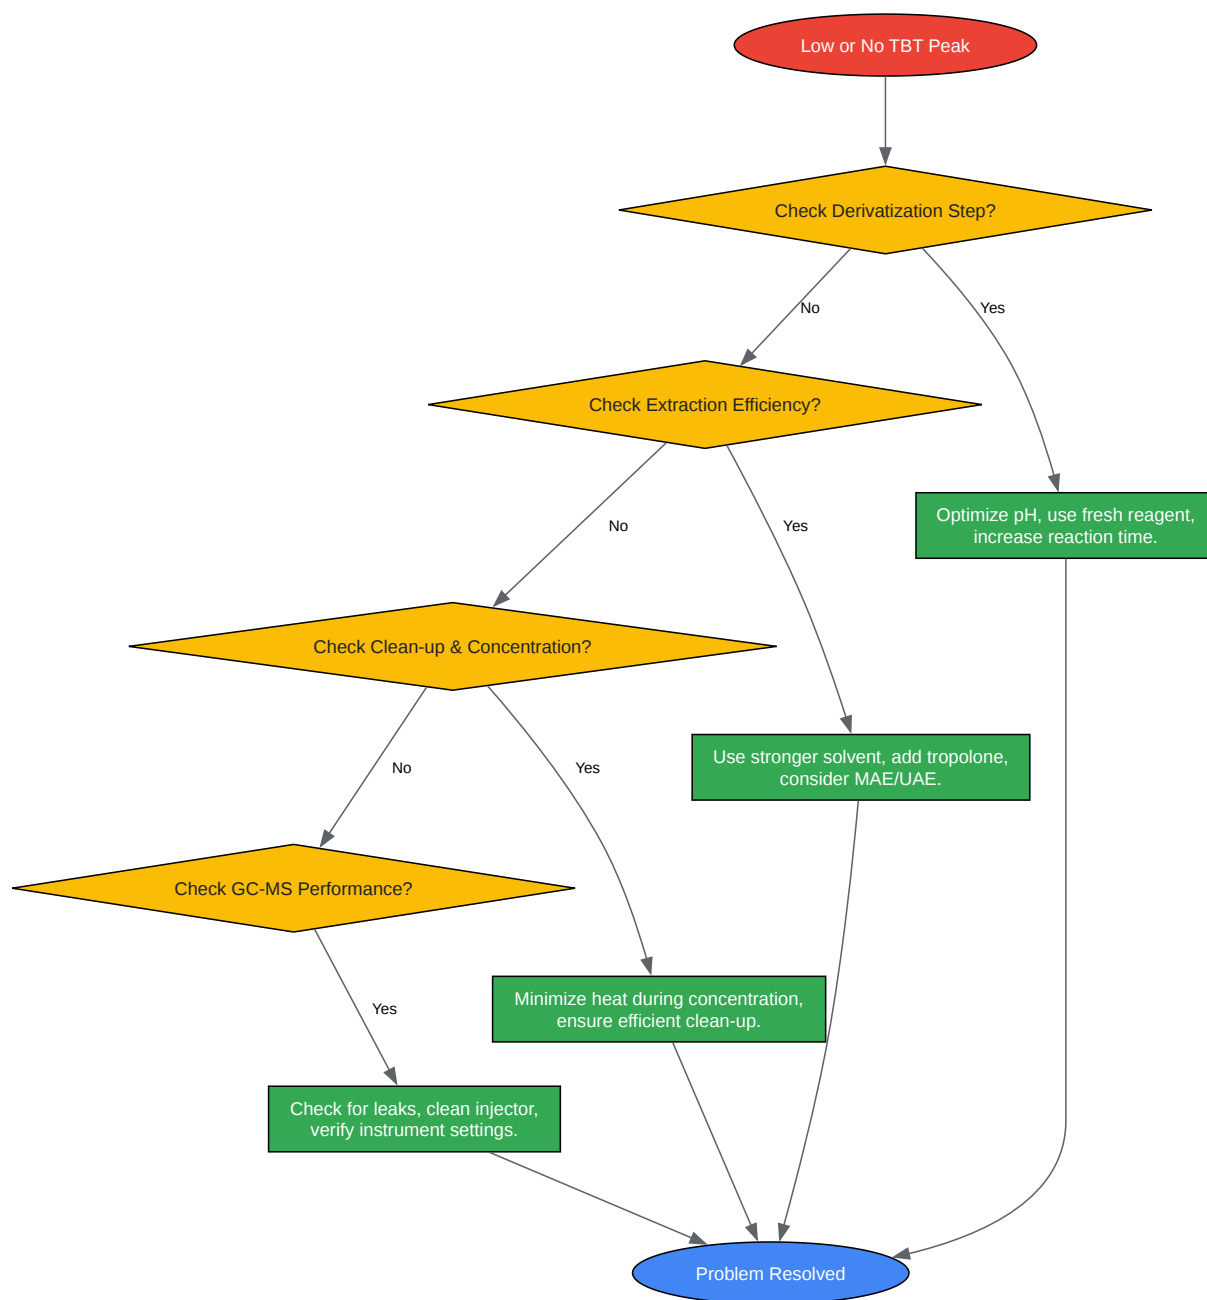 Low or No TBT Peak
Check Derivatization Step?
No
Yes
Check Extraction Efficiency?
Optimize pH, use fresh reagent,
increase reaction time.
No
Yes
Check Clean-up & Concentration?
Use stronger solvent, add tropolone,
consider MAE/UAE.
No
Yes
Check GC-MS Performance?
Minimize heat during concentration,
ensure efficient clean-up.
Yes
Check for leaks, clean injector,
verify instrument settings.
Problem Resolved